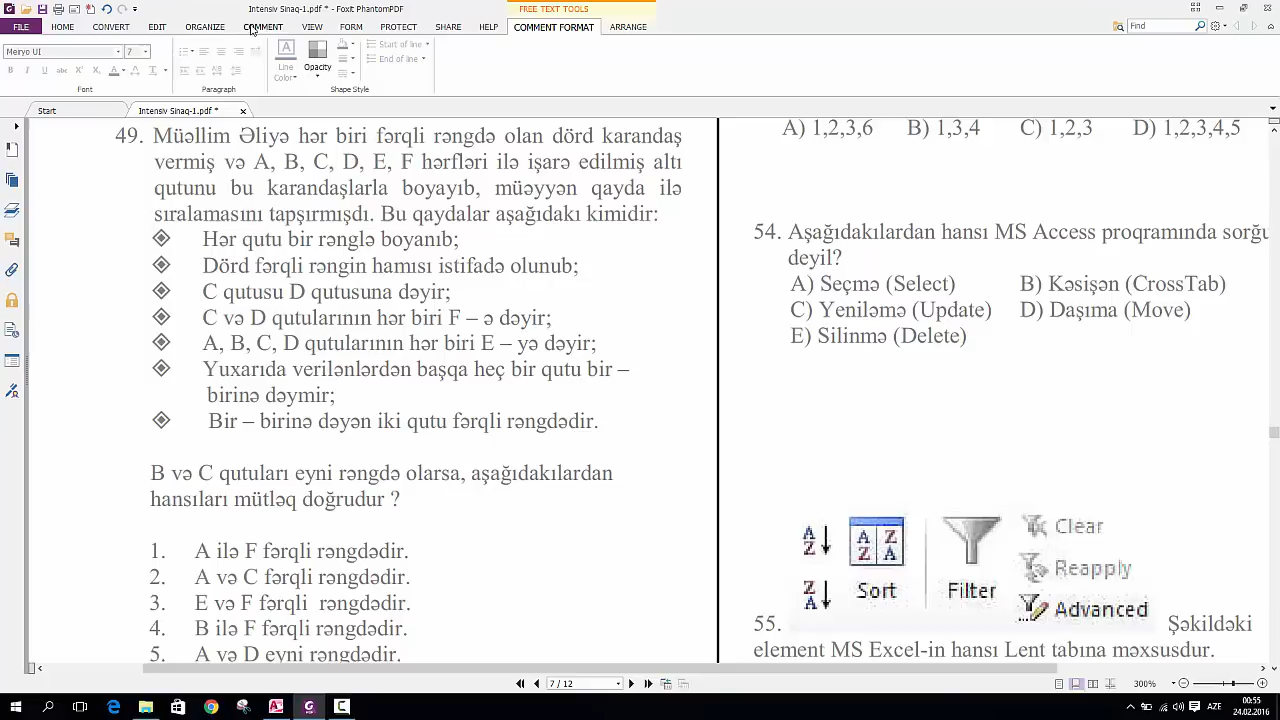 Intensiv Sinaq-1.pdf * - Foxit PhantomPDF
FREE TEXT TOOLS
FILE HOME CONVERT EDIT ORGANIZE COMMENT VIEW FORM PROTECT SHARE HELP COMMENT FORMAT ARRANGE
Find
Meiryo UI 7
Start of line
End of line
Line Color
Opacity
Font Paragraph Shape Style
Start Intensiv Sinaq-1.pdf *
49. Müəllim Əliyə hər biri fərqli rəngdə olan dörd karandaş
vermiş və A, B, C, D, E, F hərfləri ilə işarə edilmiş altı
qutunu bu karandaşlarla boyayıb, müəyyən qayda ilə
sıralamasını tapşırmışdı. Bu qaydalar aşağıdakı kimidir:
Hər qutu bir rənglə boyanıb;
Dörd fərqli rəngin hamısı istifadə olunub;
C qutusu D qutusuna dəyir;
C və D qutularının hər biri F – ə dəyir;
A, B, C, D qutularının hər biri E – yə dəyir;
Yuxarıda verilənlərdən başqa heç bir qutu bir –
birinə dəymir;
Bir – birinə dəyən iki qutu fərqli rəngdədir.
B və C qutuları eyni rəngdə olarsa, aşağıdakılardan
hansıları mütləq doğrudur ?
1. A ilə F fərqli rəngdədir.
2. A və C fərqli rəngdədir.
3. E və F fərqli rəngdədir.
4. B ilə F fərqli rəngdədir.
5. A və D eyni rəngdədir.
A) 1,2,3,6 B) 1,3,4 C) 1,2,3 D) 1,2,3,4,5
54. Aşağıdakılardan hansı MS Access proqramında sorğu
deyil?
A) Seçmə (Select) B) Kəsişən (CrossTab)
C) Yeniləmə (Update) D) Daşıma (Move)
E) Silinmə (Delete)
Sort
Filter
Clear
Reapply
Advanced
55. Şəkildəki
element MS Excel-in hansı Lent tabına məxsusdur.
7 / 12
300%
AZE
00:55
24.02.2016